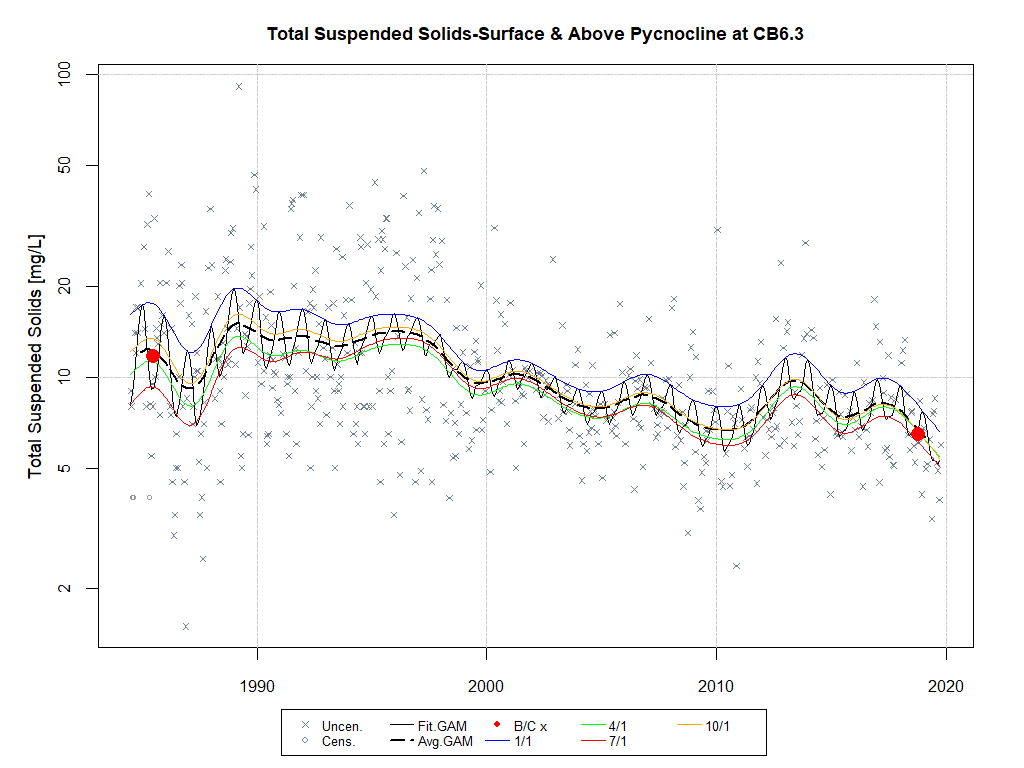 Total Suspended Solids-Surface & Above Pycnocline at CB6.3
Total Suspended Solids [mg/L]
100
50
20
10
5
2
1990 2000 2010 2020
Uncen. Fit.GAM B/C x 4/1 10/1
Cens. Avg.GAM 1/1 7/1